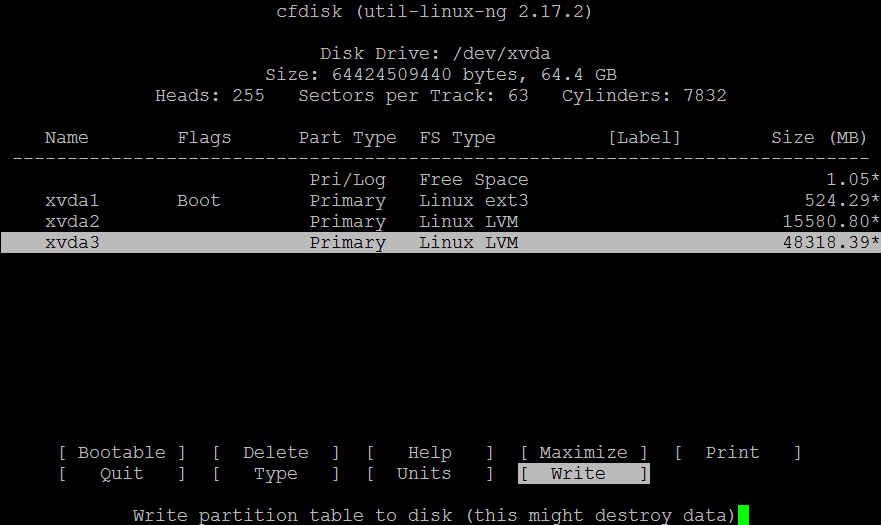 cfdisk (util-linux-ng 2.17.2)
Disk Drive: /dev/xvda
Size: 64424509440 bytes, 64.4 GB
Heads: 255   Sectors per Track: 63   Cylinders: 7832
Name        Flags      Part Type  FS Type          [Label]        Size (MB)
------------------------------------------------------------------------------
Pri/Log   Free Space                           1.05*
xvda1       Boot        Primary   Linux ext3                         524.29*
xvda2                   Primary   Linux LVM                        15580.80*
xvda3                   Primary   Linux LVM                        48318.39*
[ Bootable ]  [  Delete  ]  [   Help   ]  [ Maximize ]  [  Print   ]
[   Quit   ]  [   Type   ]  [  Units   ]  [  Write   ]
Write partition table to disk (this might destroy data)